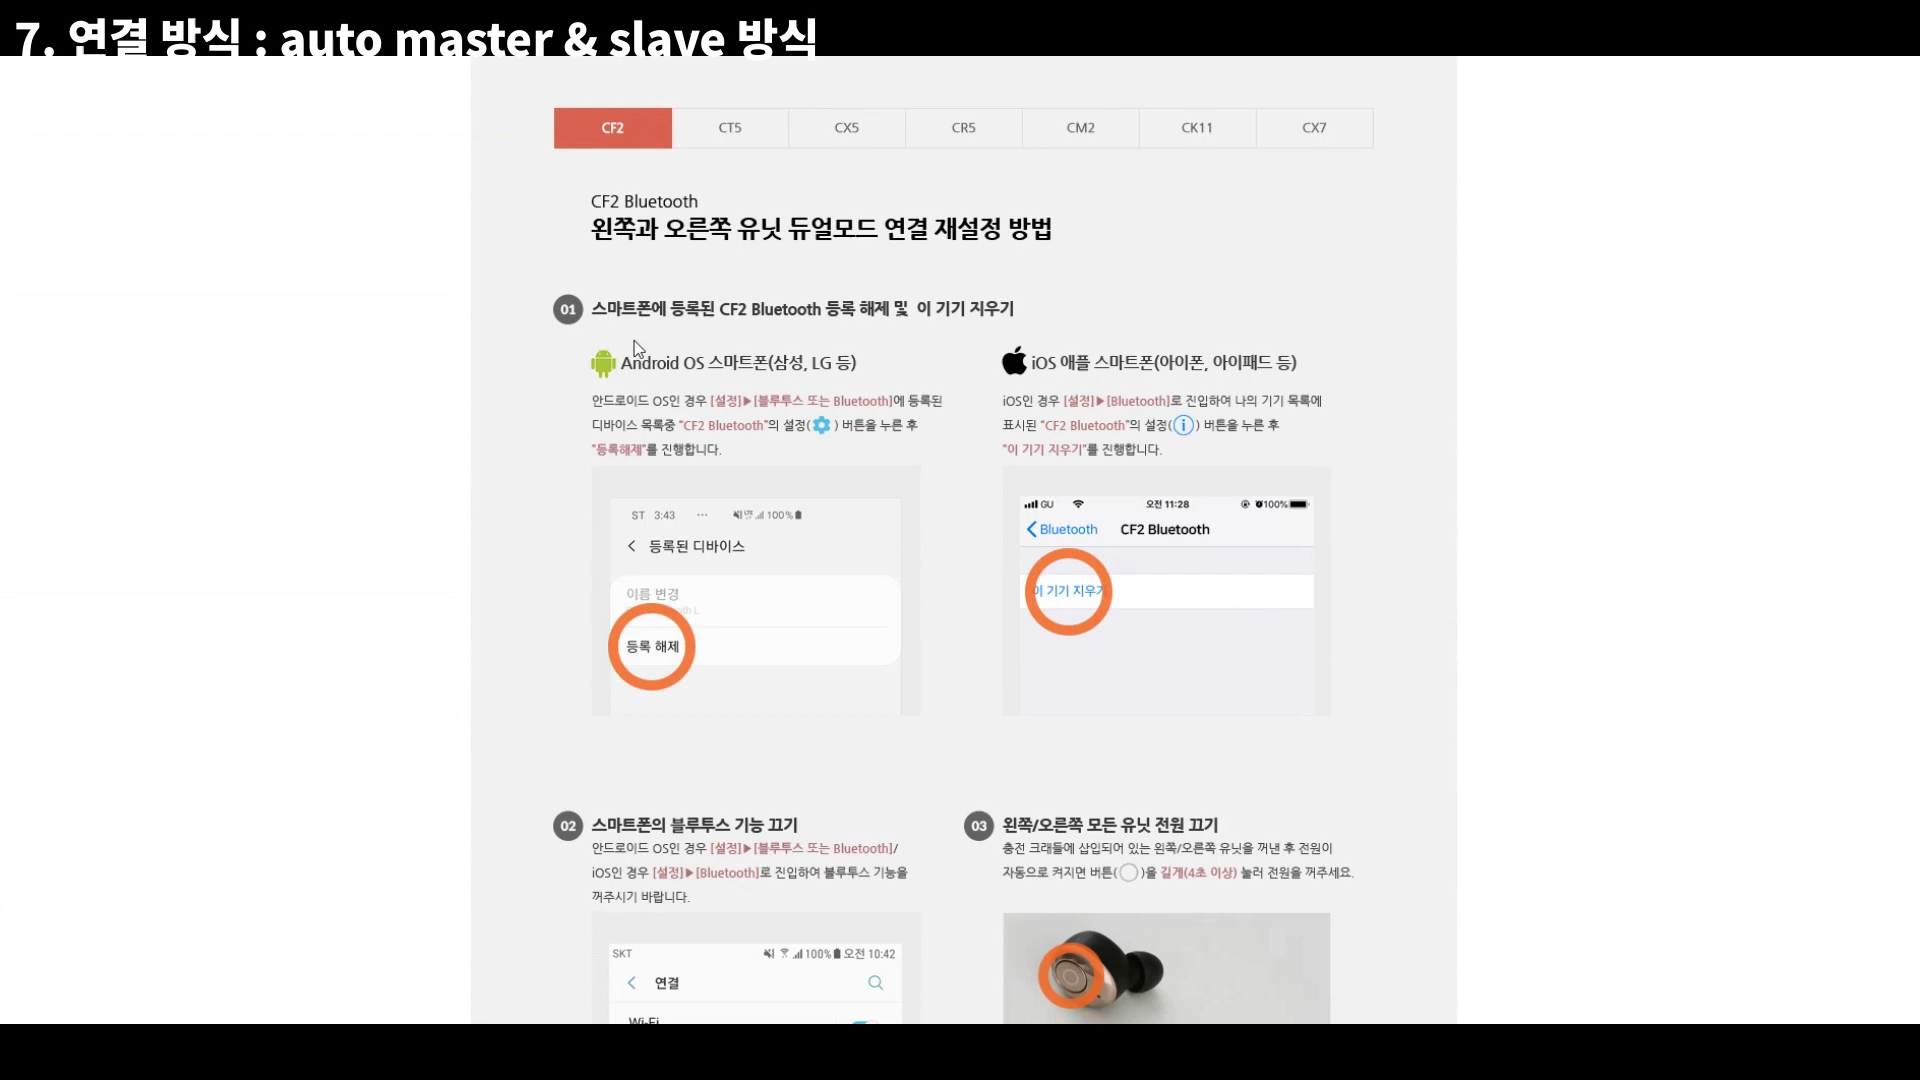 7. 연결 방식 : auto master & slave 방식
CF2
CT5
CX5
CR5
CM2
CK11
CX7
CF2 Bluetooth
왼쪽과 오른쪽 유닛 듀얼모드 연결 재설정 방법
01 스마트폰에 등록된 CF2 Bluetooth 등록 해제 및 이 기기 지우기
Android OS 스마트폰(삼성, LG 등)
안드로이드 OS인 경우 [설정]▶[블루투스 또는 Bluetooth]에 등록된
디바이스 목록중 "CF2 Bluetooth"의 설정( ) 버튼을 누른 후
"등록해제"를 진행합니다.
ST 3:43 ··· 100%
등록된 디바이스
이름 변경
등록 해제
iOS 애플 스마트폰(아이폰, 아이패드 등)
iOS인 경우 [설정]▶[Bluetooth]로 진입하여 나의 기기 목록에
표시된 "CF2 Bluetooth"의 설정(i) 버튼을 누른 후
"이 기기 지우기"를 진행합니다.
GU 오전 11:28 100%
Bluetooth CF2 Bluetooth
이 기기 지우기
02 스마트폰의 블루투스 기능 끄기
안드로이드 OS인 경우 [설정]▶[블루투스 또는 Bluetooth]/
iOS인 경우 [설정]▶[Bluetooth]로 진입하여 블루투스 기능을
꺼주시기 바랍니다.
SKT 100% 오전 10:42
연결
Wi-Fi
03 왼쪽/오른쪽 모든 유닛 전원 끄기
충전 크래들에 삽입되어 있는 왼쪽/오른쪽 유닛을 꺼낸 후 전원이
자동으로 켜지면 버튼( )을 길게(4초 이상) 눌러 전원을 꺼주세요.